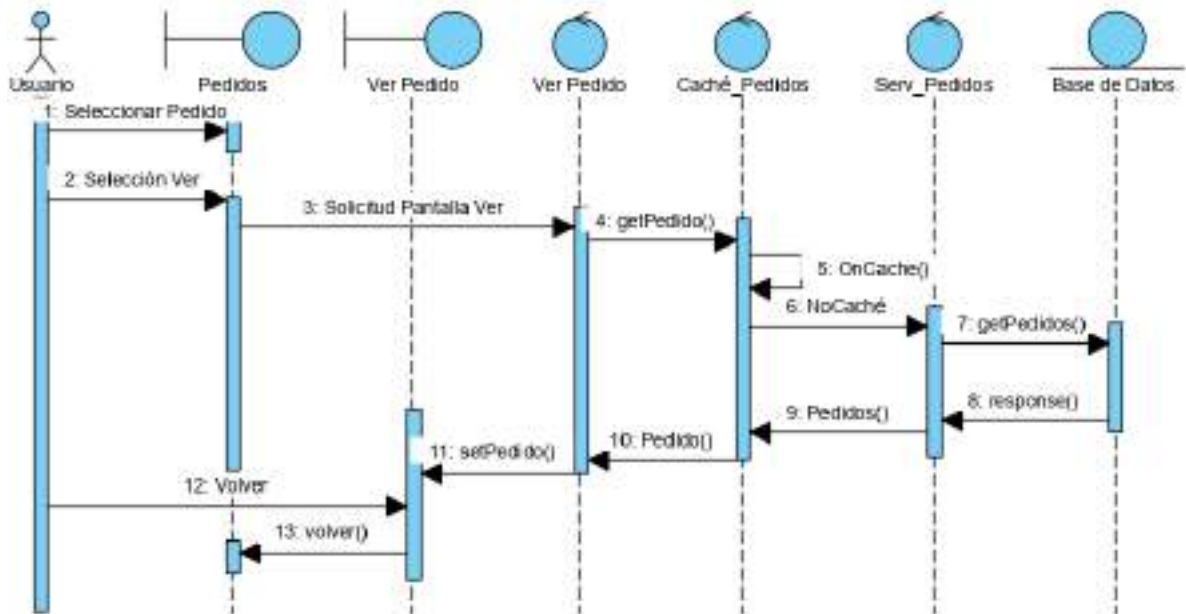 Usuario
Pedidos
Ver Pedido
Ver Pedido
Caché_Pedidos
Serv_Pedidos
Base de Datos
1: Seleccionar Pedido
2: Selección Ver
3: Solicitud Pantalla Ver
4: getPedido()
5: OnCache()
6: NoCaché
7: getPedidos()
8: response()
9: Pedidos()
10: Pedido()
11: setPedido()
12: Volver
13: volver()